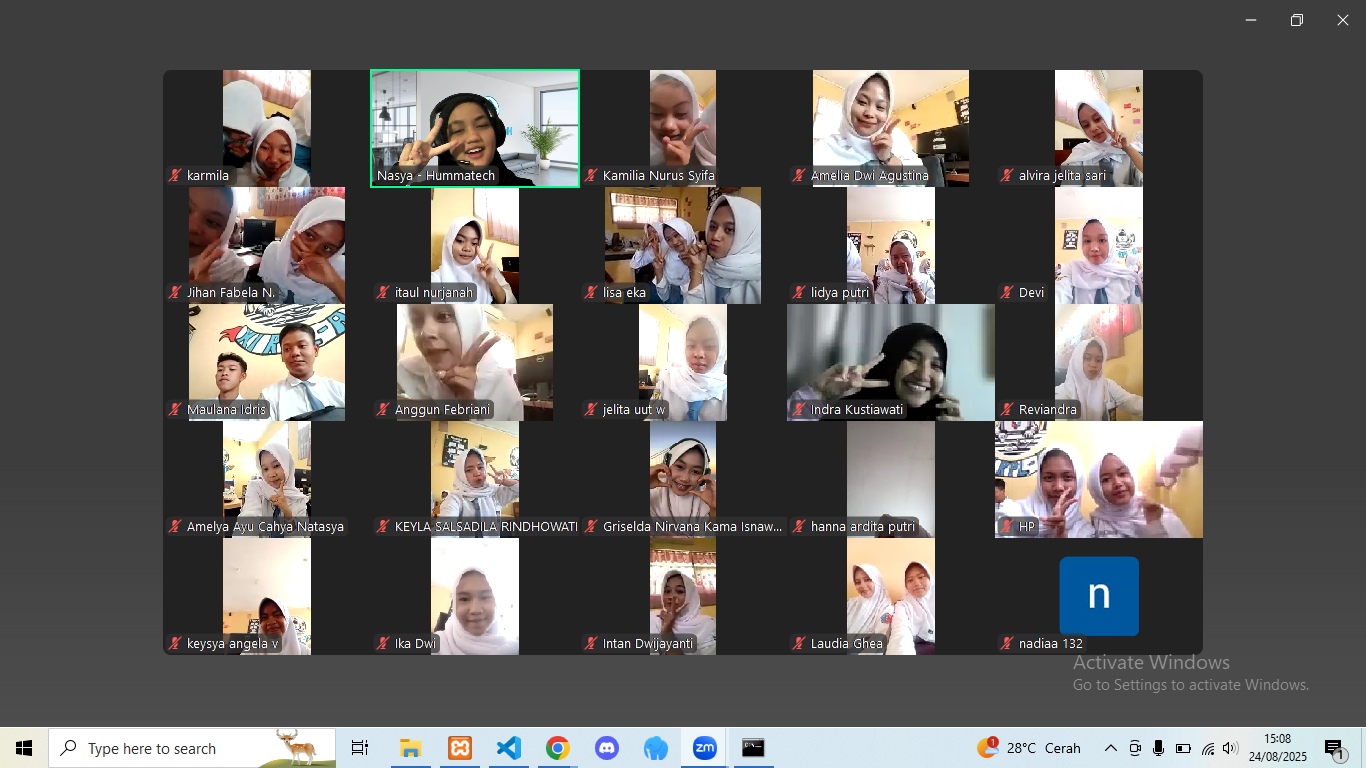 karmila
Nasya - Hummatech
Kamilia Nurus Syifa
Amelia Dwi Agustina
alvira jelita sari
Jihan Fabela N.
itaul nurjanah
lisa eka
lidya putri
Devi
Maulana Idris
Anggun Febriani
jelita uut w
Indra Kustiawati
Reviandra
Amelya Ayu Cahya Natasya
KEYLA SALSADILA RINDHOWATI
Griselda Nirvana Kama Isnaw...
hanna ardita putri
HP
keysya angela v
Ika Dwi
Intan Dwijayanti
Laudia Ghea
n
nadiaa 132
Activate Windows
Go to Settings to activate Windows.
Type here to search
zm
1
28°C Cerah
15:08
24/08/2025
1